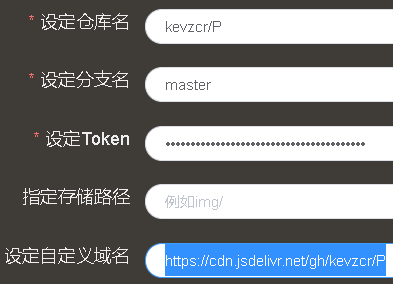 * 设定仓库名 kevzcr/P
* 设定分支名 master
* 设定Token ••••••••••••••••••••••••••••••••••••••••
指定存储路径 例如img/
设定自定义域名 https://cdn.jsdelivr.net/gh/kevzcr/P